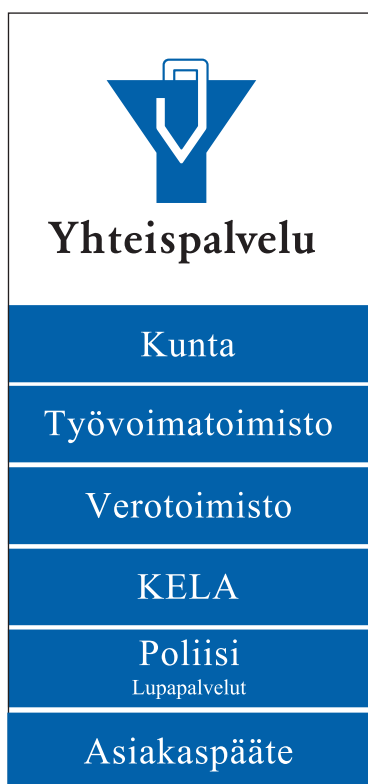 Yhteispalvelu
Kunta
Työvoimatoimisto
Verotoimisto
KELA
Poliisi
Lupapalvelut
Asiakaspääte